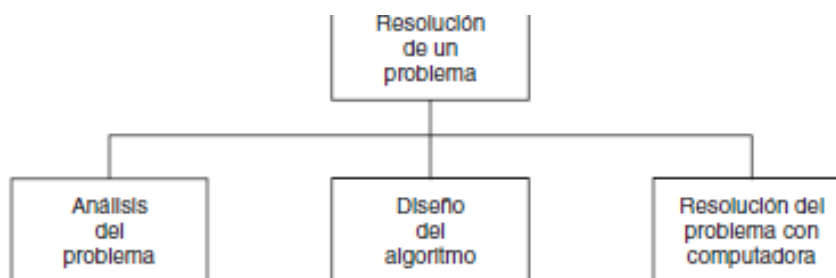 Resolución
de un
problema
Análisis
del
problema
Diseño
del
algoritmo
Resolución del
problema con
computadora